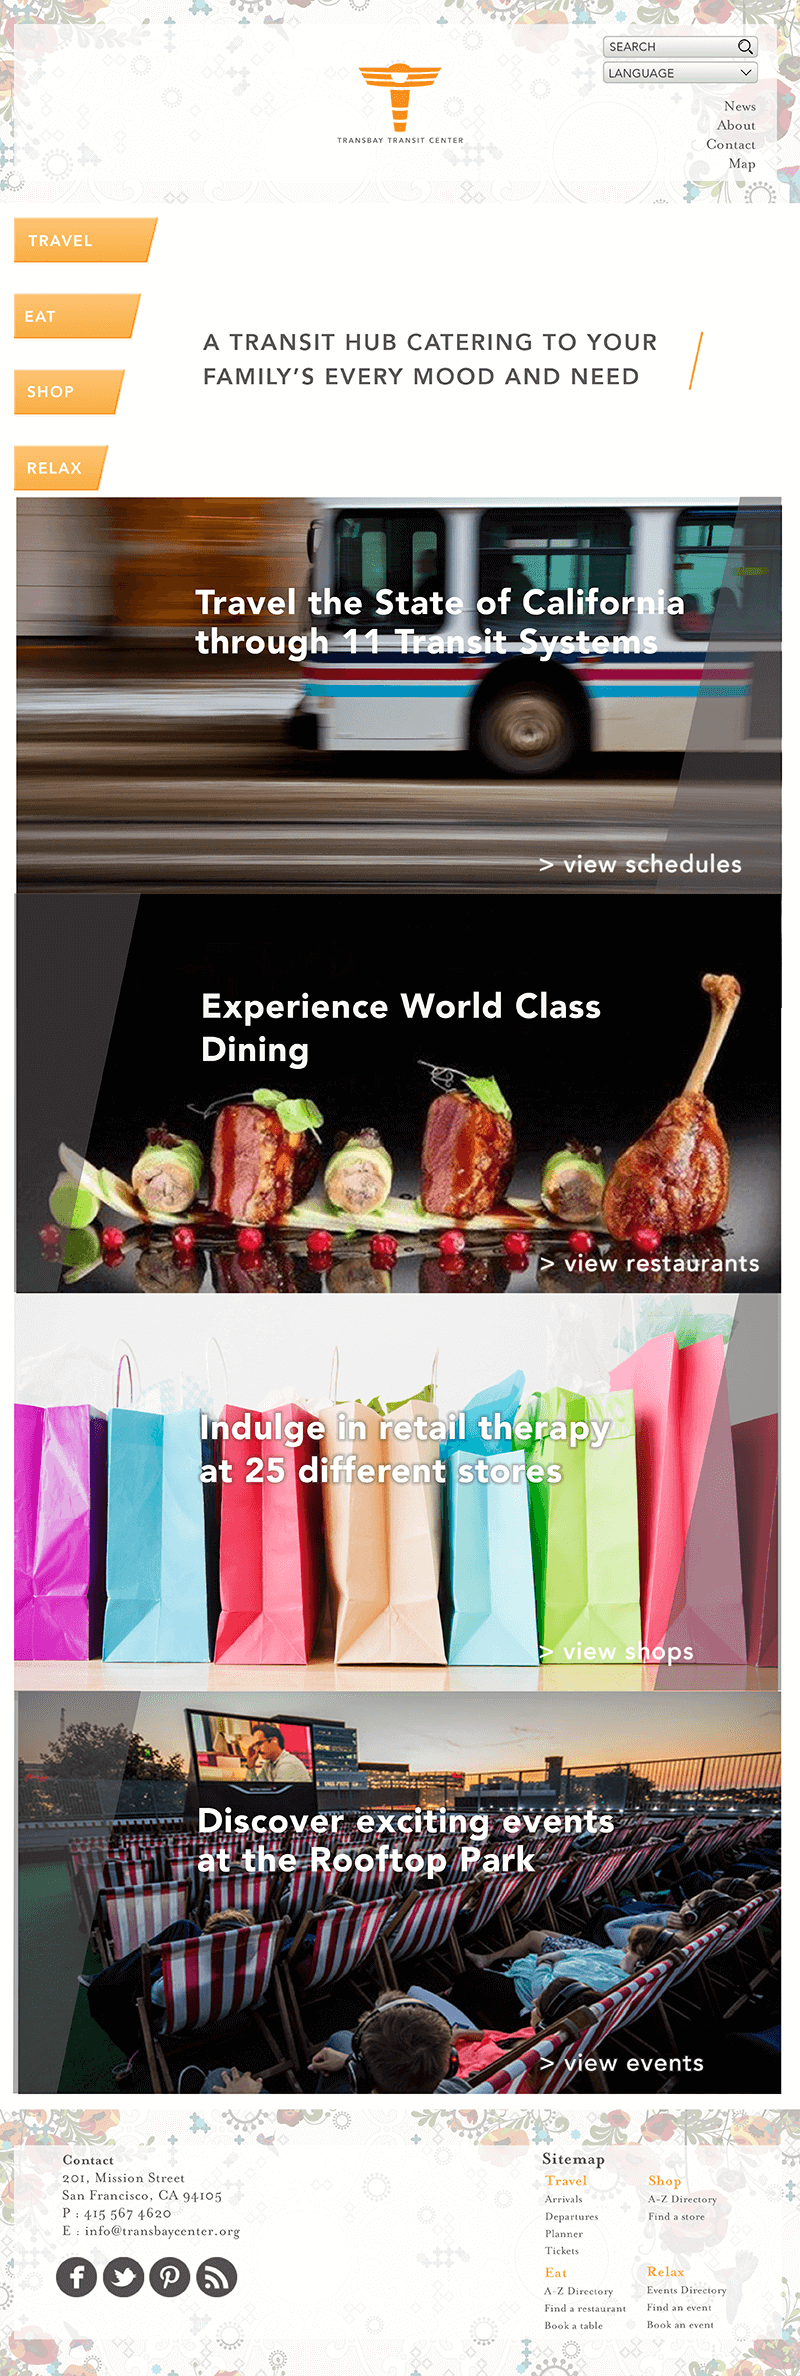 SEARCH
LANGUAGE
News
About
Contact
Map
TRANSBAY TRANSIT CENTER
TRAVEL
EAT
SHOP
RELAX
A TRANSIT HUB CATERING TO YOUR
FAMILY'S EVERY MOOD AND NEED
Travel the State of California
through 11 Transit Systems
> view schedules
Experience World Class
Dining
> view restaurants
Indulge in retail therapy
at 25 different stores
> view shops
Discover exciting events
at the Rooftop Park
> view events
Contact
201, Mission Street
San Francisco, CA 94105
P : 415 567 4620
E : info@transbaycenter.org
Sitemap
Travel
Arrivals
Departures
Planner
Tickets
Shop
A-Z Directory
Find a store
Eat
A-Z Directory
Find a restaurant
Book a table
Relax
Events Directory
Find an event
Book an event